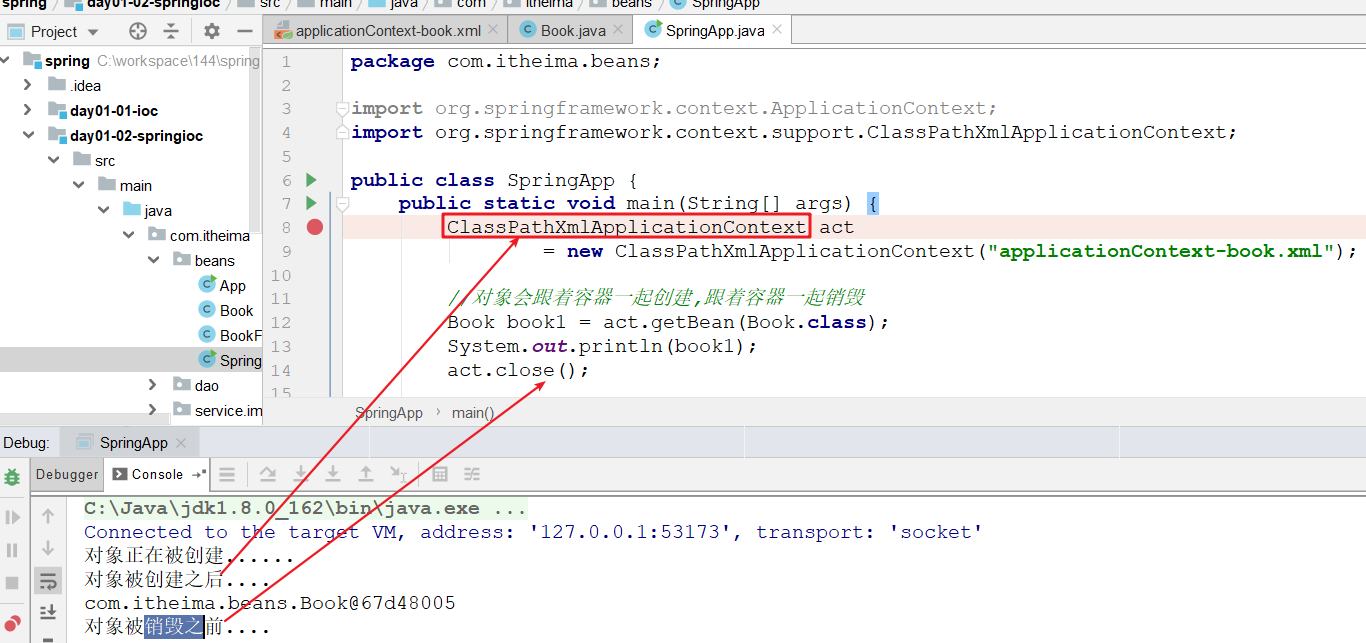 spring day01-02-springioc src main java com itheima beans SpringApp
Project
applicationContext-book.xml
Book.java
SpringApp.java
spring C:\workspace\144\spring
.idea
day01-01-ioc
day01-02-springioc
src
main
java
com.itheima
beans
App
Book
BookF
Spring
dao
service.im
1 package com.itheima.beans;
2
3 import org.springframework.context.ApplicationContext;
4 import org.springframework.context.support.ClassPathXmlApplicationContext;
5
6 public class SpringApp {
7 public static void main(String[] args) {
8 ClassPathXmlApplicationContext act
9 = new ClassPathXmlApplicationContext("applicationContext-book.xml");
10
11 //对象会跟着容器一起创建,跟着容器一起销毁
12 Book book1 = act.getBean(Book.class);
13 System.out.println(book1);
14 act.close();
15
SpringApp › main()
Debug: SpringApp
Debugger Console
C:\Java\jdk1.8.0_162\bin\java.exe ...
Connected to the target VM, address: '127.0.0.1:53173', transport: 'socket'
对象正在被创建......
对象被创建之后....
com.itheima.beans.Book@67d48005
对象被销毁之前....